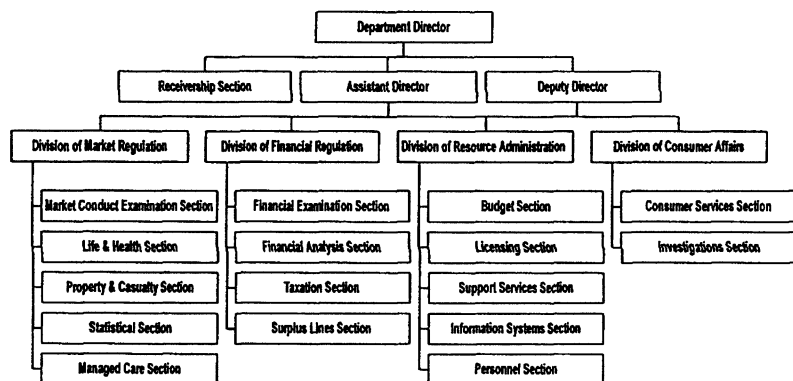 Department Director
Receivership Section
Assistant Director
Deputy Director
Division of Market Regulation
Division of Financial Regulation
Division of Resource Administration
Division of Consumer Affairs
Market Conduct Examination Section
Financial Examination Section
Budget Section
Consumer Services Section
Life & Health Section
Financial Analysis Section
Licensing Section
Investigations Section
Property & Casualty Section
Taxation Section
Support Services Section
Statistical Section
Surplus Lines Section
Information Systems Section
Managed Care Section
Personnel Section